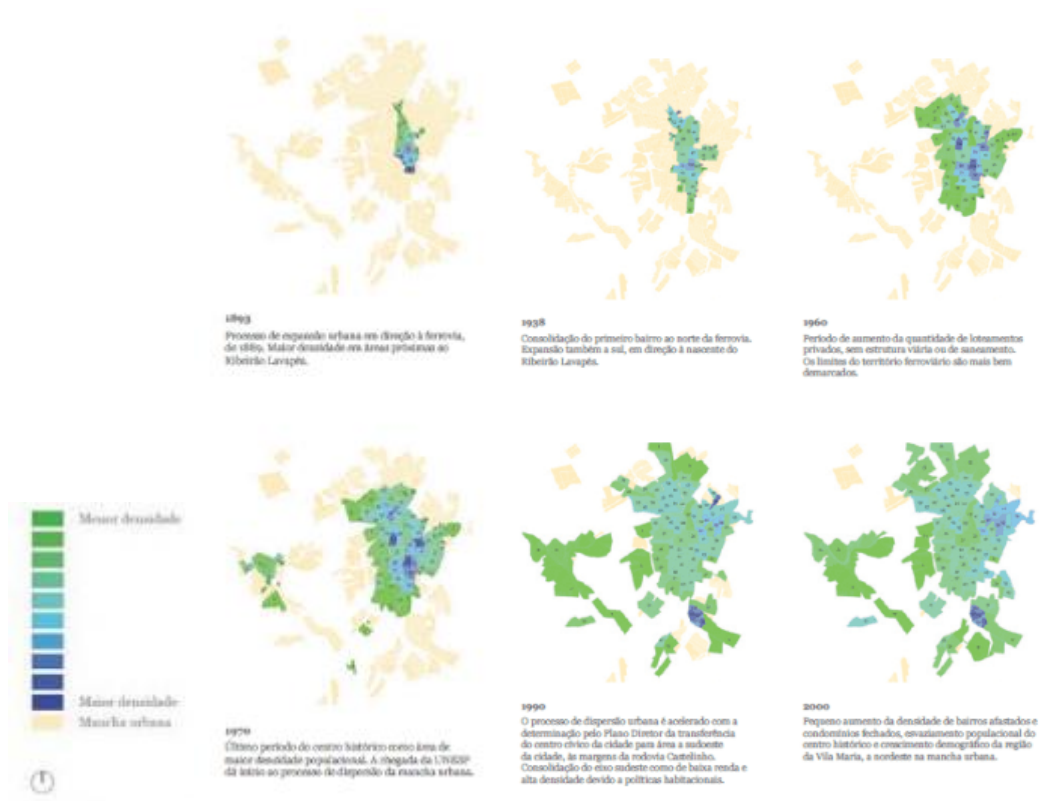 1893
Processo de expansão urbana em direção à ferrovia,
de 1889. Maior densidade em áreas próximas ao
Ribeirão Lavapés.
1938
Consolidação do primeiro bairro ao norte da ferrovia.
Expansão também a sul, em direção à nascente do
Ribeirão Lavapés.
1960
Período de aumento da quantidade de loteamentos
privados, sem estrutura viária ou de saneamento.
Os limites do território ferroviário são mais bem
demarcados.
Menor densidade
Maior densidade
Mancha urbana
1970
Último período do centro histórico como área de
maior densidade populacional. A chegada da UNESP
dá início ao processo de dispersão da mancha urbana.
1990
O processo de dispersão urbana é acelerado com a
determinação pelo Plano Diretor da transferência
do centro cívico da cidade para área a sudoeste
da cidade, às margens da rodovia Castelinho.
Consolidação do eixo sudeste como de baixa renda e
alta densidade devido a políticas habitacionais.
2000
Pequeno aumento da densidade de bairros afastados e
condomínios fechados, esvaziamento populacional do
centro histórico e crescimento demográfico da região
da Vila Maria, a nordeste na mancha urbana.